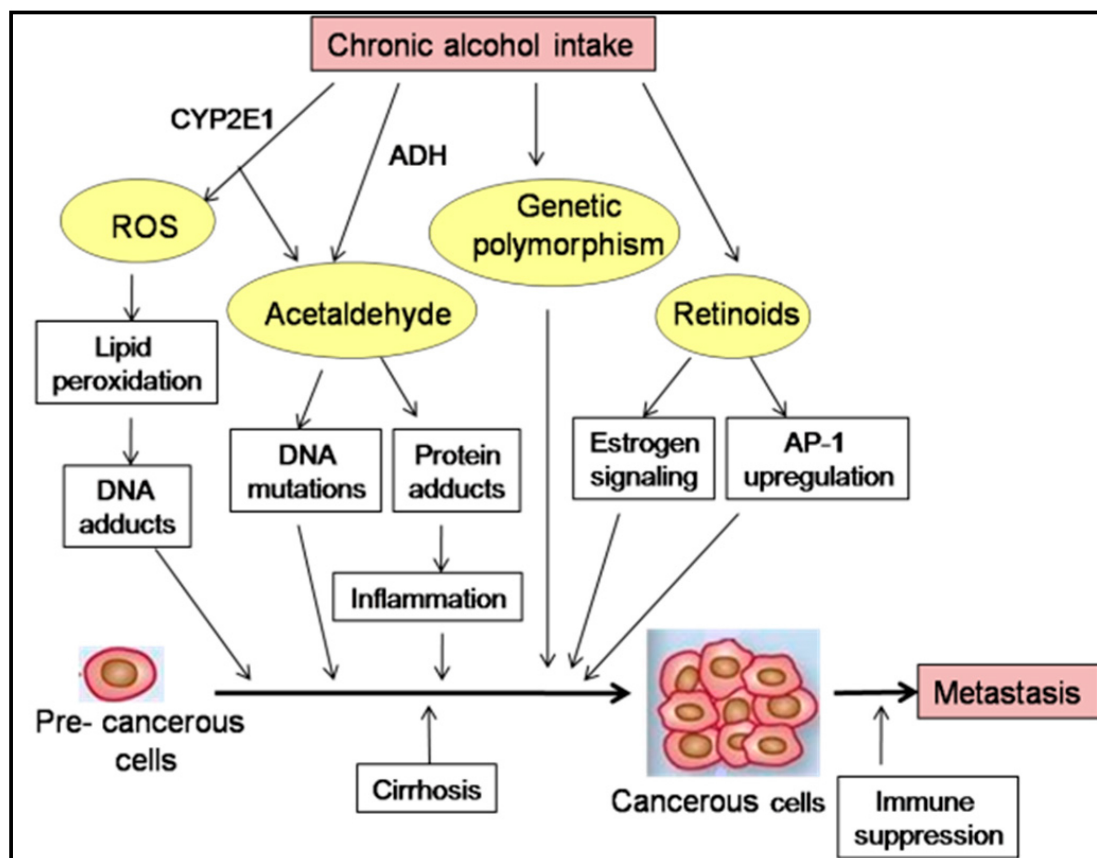 Chronic alcohol intake
CYP2E1
ADH
ROS
Genetic
polymorphism
Acetaldehyde
Retinoids
Lipid
peroxidation
DNA
mutations
Protein
adducts
Estrogen
signaling
AP-1
upregulation
DNA
adducts
Inflammation
Pre- cancerous
cells
Cirrhosis
Cancerous cells
Metastasis
Immune
suppression